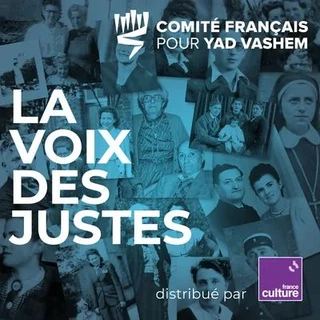 COMITÉ FRANÇAIS
POUR YAD VASHEM
LA
VOIX
DES
JUSTES
distribué par
france
culture